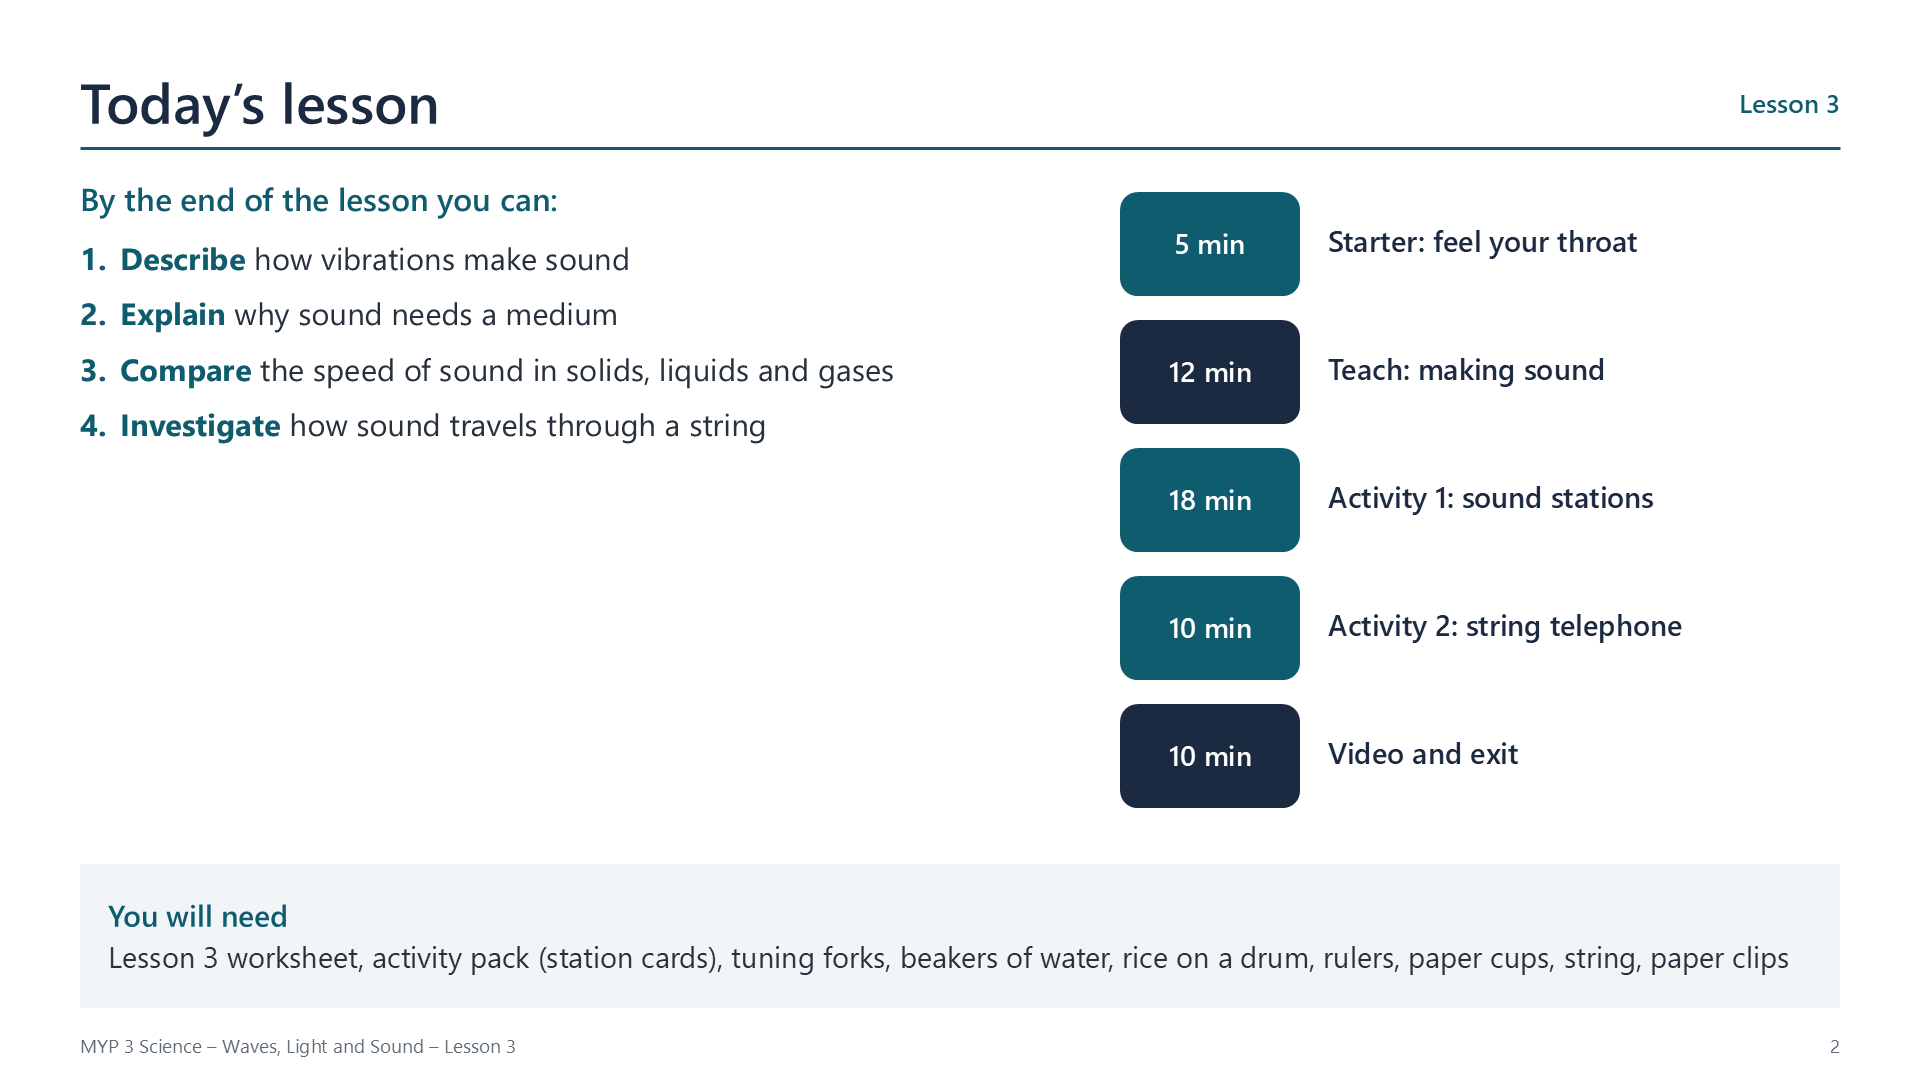 Today’s lesson
Lesson 3
By the end of the lesson you can:
1. Describe how vibrations make sound
2. Explain why sound needs a medium
3. Compare the speed of sound in solids, liquids and gases
4. Investigate how sound travels through a string
5 min
Starter: feel your throat
12 min
Teach: making sound
18 min
Activity 1: sound stations
10 min
Activity 2: string telephone
10 min
Video and exit
You will need
Lesson 3 worksheet, activity pack (station cards), tuning forks, beakers of water, rice on a drum, rulers, paper cups, string, paper clips
MYP 3 Science – Waves, Light and Sound – Lesson 3
2